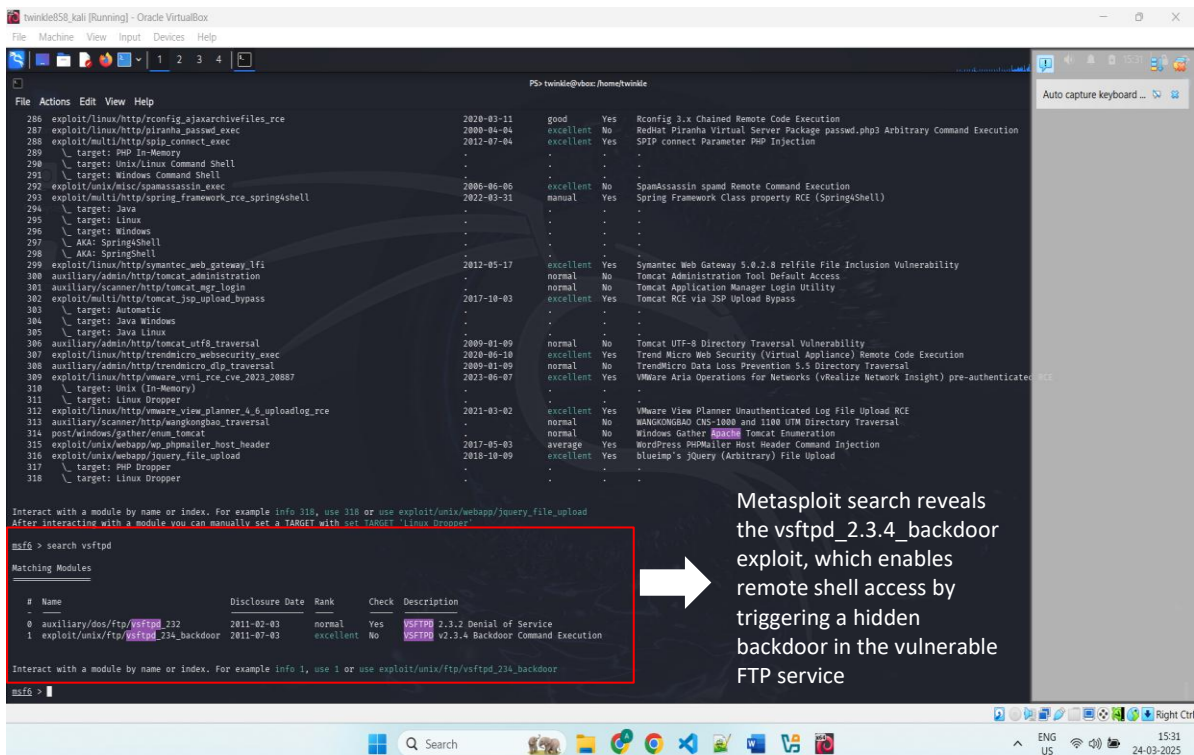 twinkle858_kali [Running] - Oracle VirtualBox
File Machine View Input Devices Help
1 2 3 4
15:31
PS> twinkle@vbox: /home/twinkle
Auto capture keyboard ...
File Actions Edit View Help
286 exploit/linux/http/rconfig_ajaxarchivefiles_rce 2020-03-11 good Yes Rconfig 3.x Chained Remote Code Execution
287 exploit/linux/http/piranha_passwd_exec 2000-04-04 excellent No RedHat Piranha Virtual Server Package passwd.php3 Arbitrary Command Execution
288 exploit/multi/http/spip_connect_exec 2012-07-04 excellent Yes SPIP connect Parameter PHP Injection
289 \_ target: PHP In-Memory . . . .
290 \_ target: Unix/Linux Command Shell . . . .
291 \_ target: Windows Command Shell . . . .
292 exploit/unix/misc/spamassassin_exec 2006-06-06 excellent No SpamAssassin spamd Remote Command Execution
293 exploit/multi/http/spring_framework_rce_spring4shell 2022-03-31 manual Yes Spring Framework Class property RCE (Spring4Shell)
294 \_ target: Java . . . .
295 \_ target: Linux . . . .
296 \_ target: Windows . . . .
297 \_ AKA: Spring4Shell . . . .
298 \_ AKA: SpringShell . . . .
299 exploit/linux/http/symantec_web_gateway_lfi 2012-05-17 excellent Yes Symantec Web Gateway 5.0.2.8 relfile File Inclusion Vulnerability
300 auxiliary/admin/http/tomcat_administration . normal No Tomcat Administration Tool Default Access
301 auxiliary/scanner/http/tomcat_mgr_login . normal No Tomcat Application Manager Login Utility
302 exploit/multi/http/tomcat_jsp_upload_bypass 2017-10-03 excellent Yes Tomcat RCE via JSP Upload Bypass
303 \_ target: Automatic . . . .
304 \_ target: Java Windows . . . .
305 \_ target: Java Linux . . . .
306 auxiliary/admin/http/tomcat_utf8_traversal 2009-01-09 normal No Tomcat UTF-8 Directory Traversal Vulnerability
307 exploit/linux/http/trendmicro_websecurity_exec 2020-06-10 excellent Yes Trend Micro Web Security (Virtual Appliance) Remote Code Execution
308 auxiliary/admin/http/trendmicro_dlp_traversal 2009-01-09 normal No TrendMicro Data Loss Prevention 5.5 Directory Traversal
309 exploit/linux/http/vmware_vrni_rce_cve_2023_20887 2023-06-07 excellent Yes VMWare Aria Operations for Networks (vRealize Network Insight) pre-authenticated RCE
310 \_ target: Unix (In-Memory) . . . .
311 \_ target: Linux Dropper . . . .
312 exploit/linux/http/vmware_view_planner_4_6_uploadlog_rce 2021-03-02 excellent Yes VMware View Planner Unauthenticated Log File Upload RCE
313 auxiliary/scanner/http/wangkongbao_traversal . normal No WANGKONGBAO CNS-1000 and 1100 UTM Directory Traversal
314 post/windows/gather/enum_tomcat . normal No Windows Gather Apache Tomcat Enumeration
315 exploit/unix/webapp/wp_phpmailer_host_header 2017-05-03 average Yes WordPress PHPMailer Host Header Command Injection
316 exploit/unix/webapp/jquery_file_upload 2018-10-09 excellent Yes blueimp's jQuery (Arbitrary) File Upload
317 \_ target: PHP Dropper . . . .
318 \_ target: Linux Dropper . . . .
Interact with a module by name or index. For example info 318, use 318 or use exploit/unix/webapp/jquery_file_upload
After interacting with a module you can manually set a TARGET with set TARGET 'Linux Dropper'
msf6 > search vsftpd
Matching Modules
# Name Disclosure Date Rank Check Description
- ---- --------------- ---- ----- -----------
0 auxiliary/dos/ftp/vsftpd_232 2011-02-03 normal Yes VSFTPD 2.3.2 Denial of Service
1 exploit/unix/ftp/vsftpd_234_backdoor 2011-07-03 excellent No VSFTPD v2.3.4 Backdoor Command Execution
Interact with a module by name or index. For example info 1, use 1 or use exploit/unix/ftp/vsftpd_234_backdoor
msf6 >
Metasploit search reveals
the vsftpd_2.3.4_backdoor
exploit, which enables
remote shell access by
triggering a hidden
backdoor in the vulnerable
FTP service
Right Ctrl
Search
ENG
US
15:31
24-03-2025